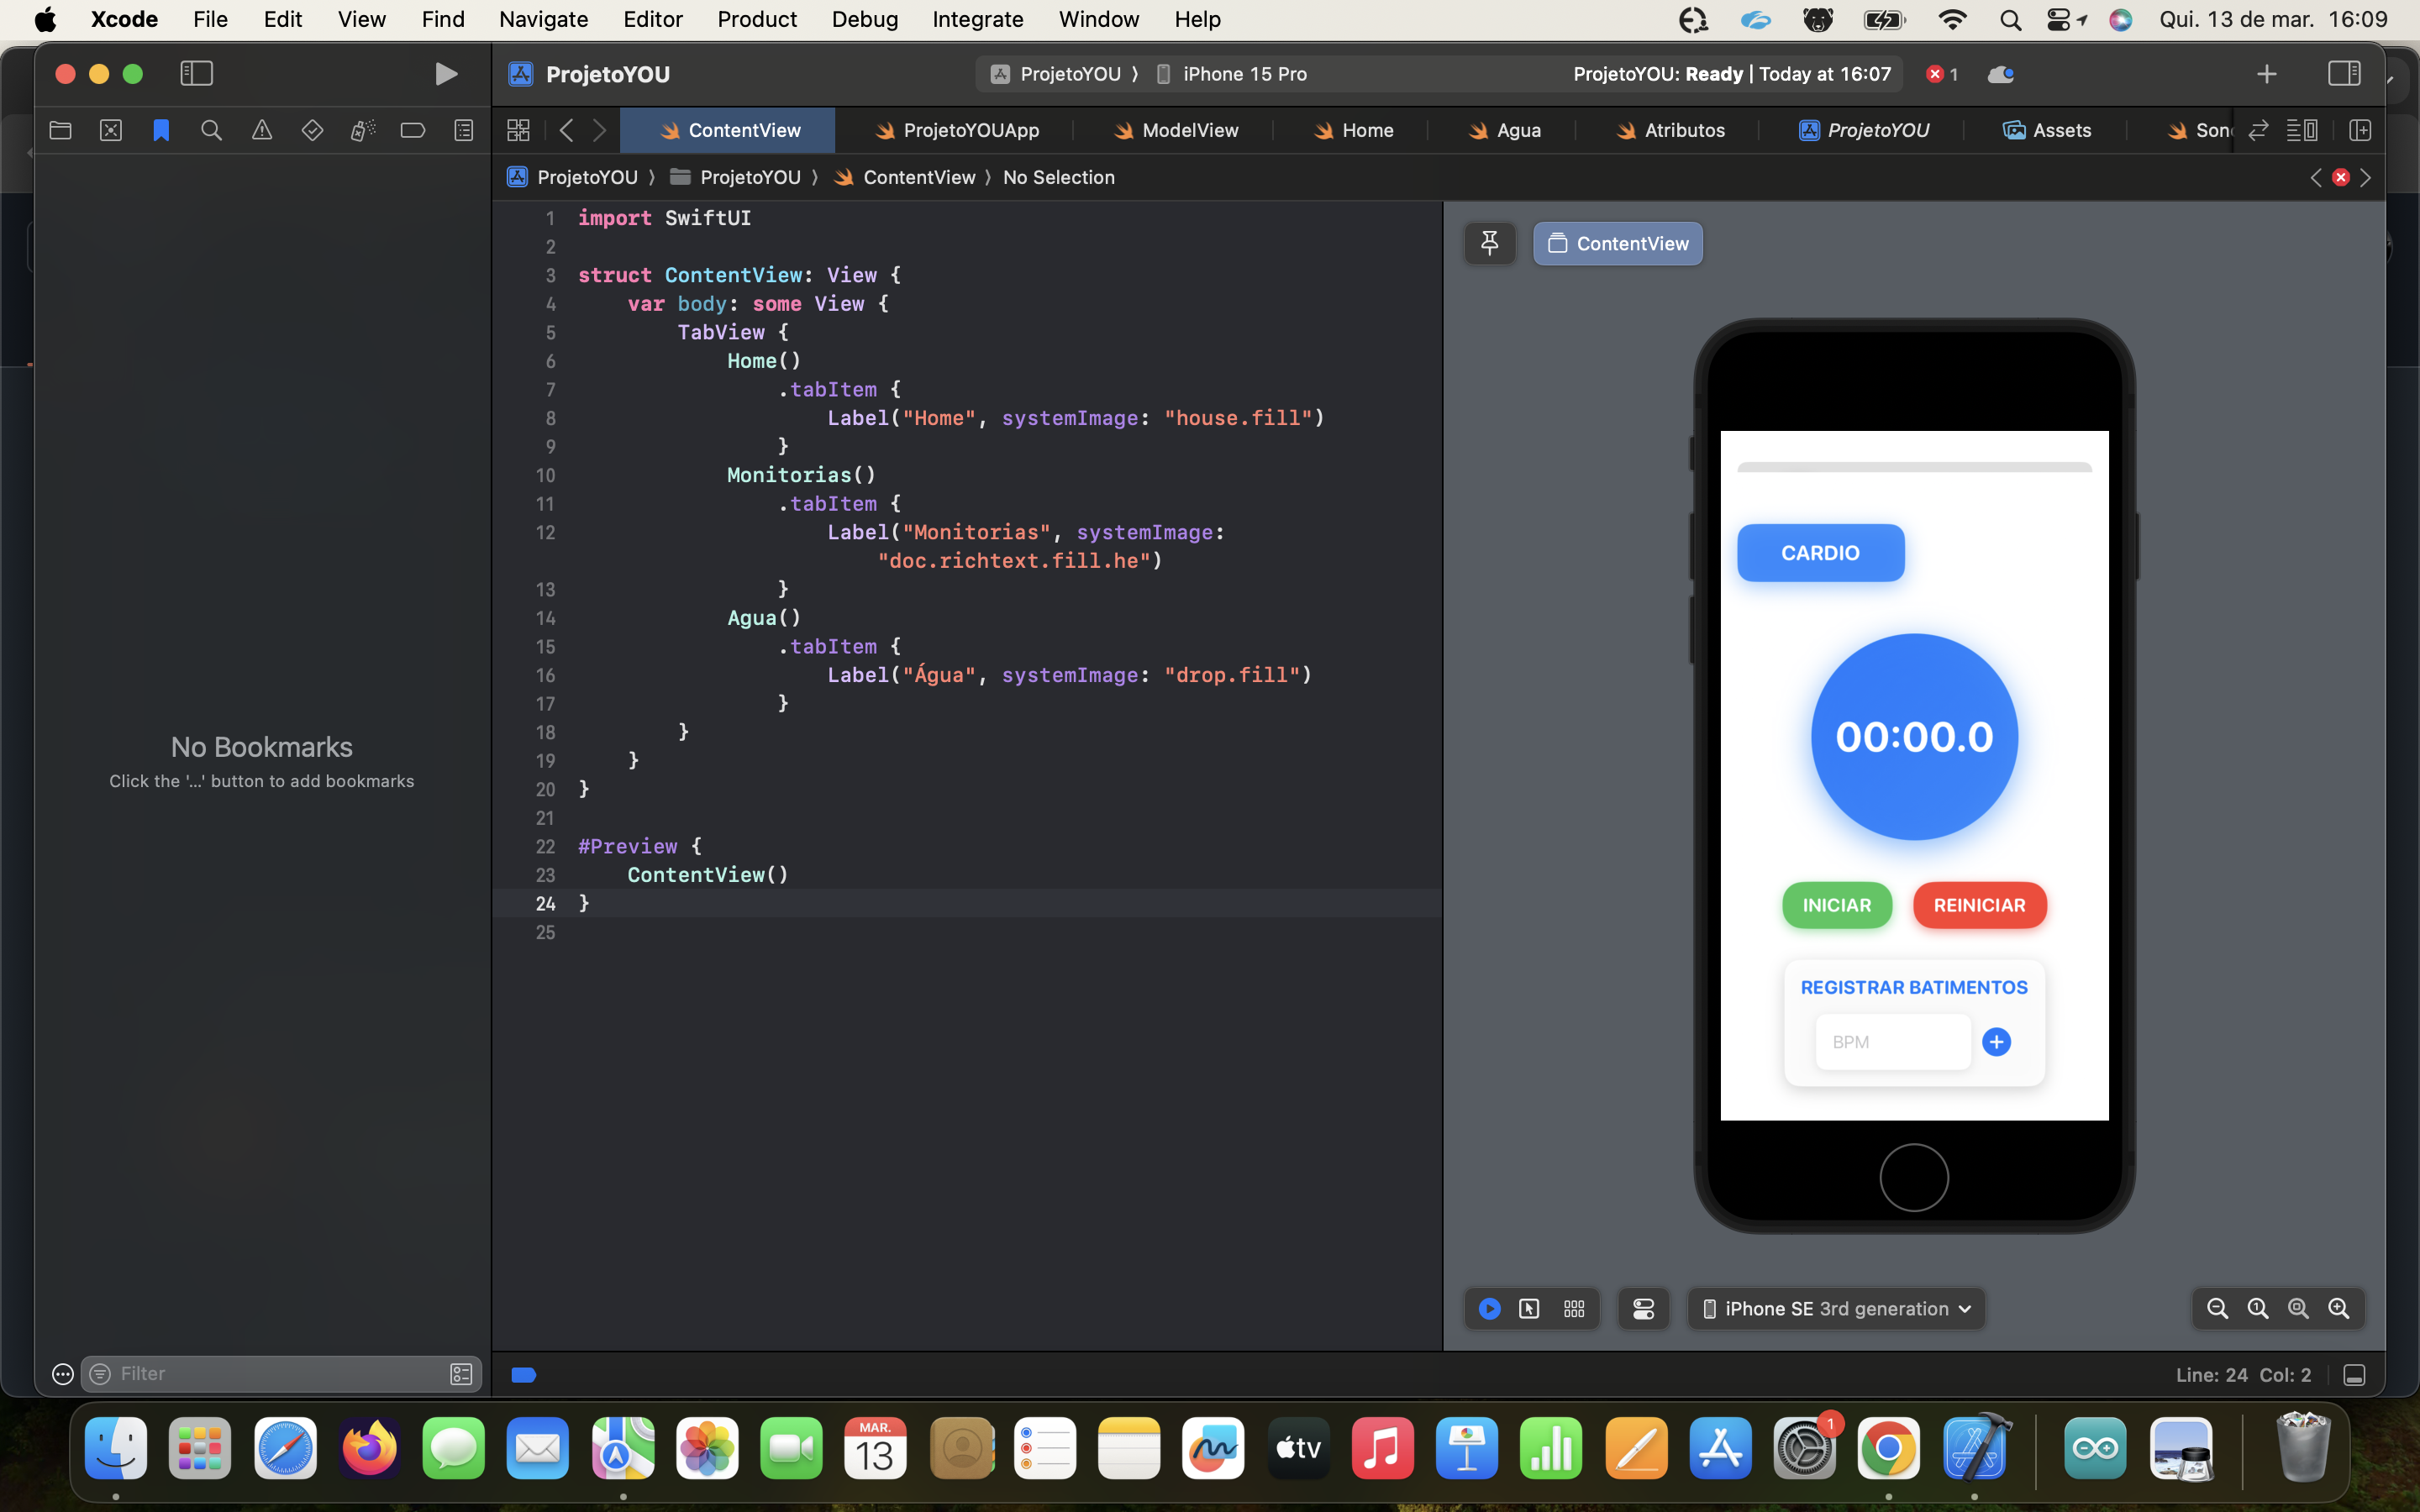 Xcode File Edit View Find Navigate Editor Product Debug Integrate Window Help Qui. 13 de mar. 16:09
ProjetoYOU ProjetoYOU ⟩ iPhone 15 Pro ProjetoYOU: Ready | Today at 16:07 1
ContentView ProjetoYOUApp ModelView Home Agua Atributos ProjetoYOU Assets Son
ProjetoYOU ⟩ ProjetoYOU ⟩ ContentView ⟩ No Selection
1 import SwiftUI
2
3 struct ContentView: View {
4 var body: some View {
5 TabView {
6 Home()
7 .tabItem {
8 Label("Home", systemImage: "house.fill")
9 }
10 Monitorias()
11 .tabItem {
12 Label("Monitorias", systemImage:
"doc.richtext.fill.he")
13 }
14 Agua()
15 .tabItem {
16 Label("Água", systemImage: "drop.fill")
17 }
18 }
19 }
20 }
21
22 #Preview {
23 ContentView()
24 }
25
No Bookmarks
Click the '...' button to add bookmarks
Filter
ContentView
CARDIO
00:00.0
INICIAR REINICIAR
REGISTRAR BATIMENTOS
BPM
iPhone SE 3rd generation
Line: 24 Col: 2
MAR.
13
tv
1